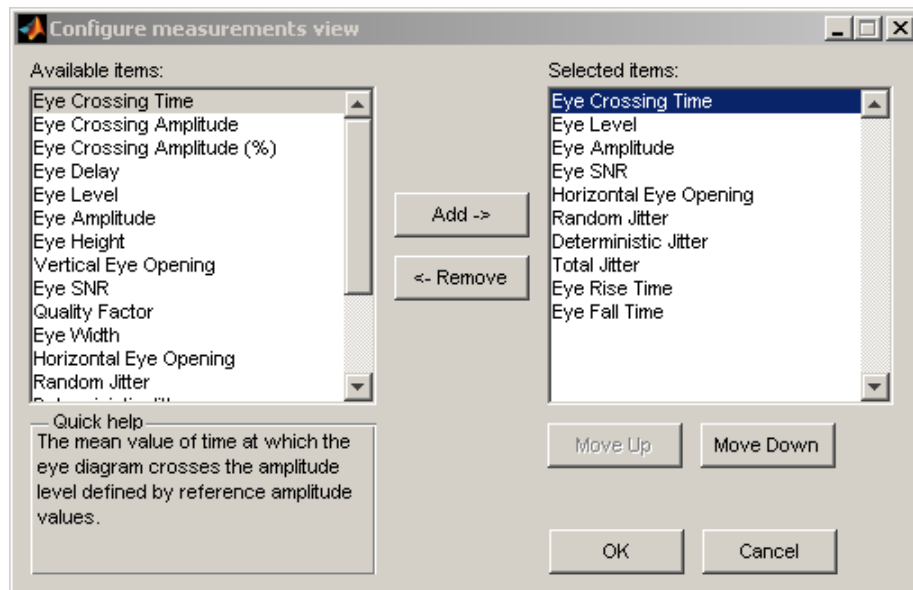 Configure measurements view
Available items:
Eye Crossing Time
Eye Crossing Amplitude
Eye Crossing Amplitude (%)
Eye Delay
Eye Level
Eye Amplitude
Eye Height
Vertical Eye Opening
Eye SNR
Quality Factor
Eye Width
Horizontal Eye Opening
Random Jitter
Add ->
<- Remove
Selected items:
Eye Crossing Time
Eye Level
Eye Amplitude
Eye SNR
Horizontal Eye Opening
Random Jitter
Deterministic Jitter
Total Jitter
Eye Rise Time
Eye Fall Time
Quick help
The mean value of time at which the
eye diagram crosses the amplitude
level defined by reference amplitude
values.
Move Up
Move Down
OK
Cancel